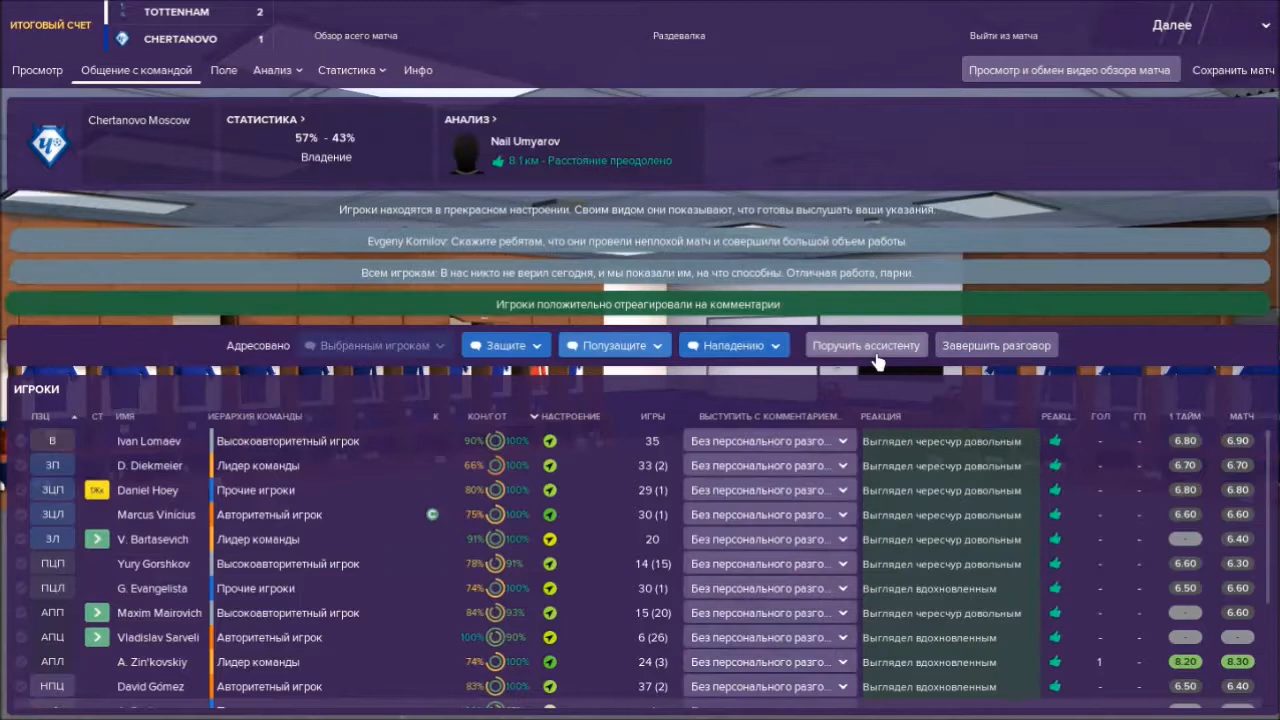 ИТОГОВЫЙ СЧЕТ
TOTTENHAM 2
CHERTANOVO 1
Обзор всего матча Раздевалка Выйти из матча
Далее
Просмотр Общение с командой Поле Анализ Статистика Инфо Просмотр и обмен видео обзора матча Сохранить матч
Chertanovo Moscow
СТАТИСТИКА >
57% - 43%
Владение
АНАЛИЗ >
Nail Umyarov
8.1 км - Расстояние преодолено
Игроки находятся в прекрасном настроении. Своим видом они показывают, что готовы выслушать ваши указания.
Evgeny Kornilov: Скажите ребятам, что они провели неплохой матч и совершили большой объем работы.
Всем игрокам: В нас никто не верил сегодня, и мы показали им, на что способны. Отличная работа, парни.
Игроки положительно отреагировали на комментарии
Адресовано Выбранным игрокам Защите Полузащите Нападению Поручить ассистенту Завершить разговор
ИГРОКИ
ПЗЦ СТ ИМЯ ИЕРАРХИЯ КОМАНДЫ К КОН/ГОТ НАСТРОЕНИЕ ИГРЫ ВЫСТУПИТЬ С КОММЕНТАРИЕМ... РЕАКЦИЯ РЕАКЦ... ГОЛ ГП 1 ТАЙМ МАТЧ
В Ivan Lomaev Высокоавторитетный игрок 90% 100% 35 Без персонального разго... Выглядел чересчур довольным - - 6.80 6.90
ЗП D. Diekmeier Лидер команды 66% 100% 33 (2) Без персонального разго... Выглядел чересчур довольным - - 6.70 6.70
ЗЦП Daniel Hoey Прочие игроки 80% 100% 29 (1) Без персонального разго... Выглядел чересчур довольным - - 6.80 6.80
ЗЦЛ Marcus Vinícius Авторитетный игрок 75% 100% 30 (1) Без персонального разго... Выглядел чересчур довольным - - 6.60 6.60
ЗЛ V. Bartasevich Лидер команды 91% 100% 20 Без персонального разго... Выглядел чересчур довольным - - - 6.40
ПЦП Yury Gorshkov Высокоавторитетный игрок 78% 91% 14 (15) Без персонального разго... Выглядел чересчур довольным - - 6.60 6.30
ПЦЛ G. Evangelista Прочие игроки 74% 100% 30 (1) Без персонального разго... Выглядел вдохновленным - - 6.50 6.60
АПП Maxim Mairovich Высокоавторитетный игрок 84% 93% 15 (20) Без персонального разго... Выглядел чересчур довольным - - - 6.60
АПЦ Vladislav Sarveli Авторитетный игрок 100% 90% 6 (26) Без персонального разго... Выглядел вдохновленным - - - -
АПЛ A. Zin'kovskiy Лидер команды 74% 100% 24 (3) Без персонального разго... Выглядел вдохновленным 1 - 8.20 8.30
НПЦ David Gómez Авторитетный игрок 83% 100% 37 (2) Без персонального разго... Выглядел вдохновленным - - 6.50 6.40